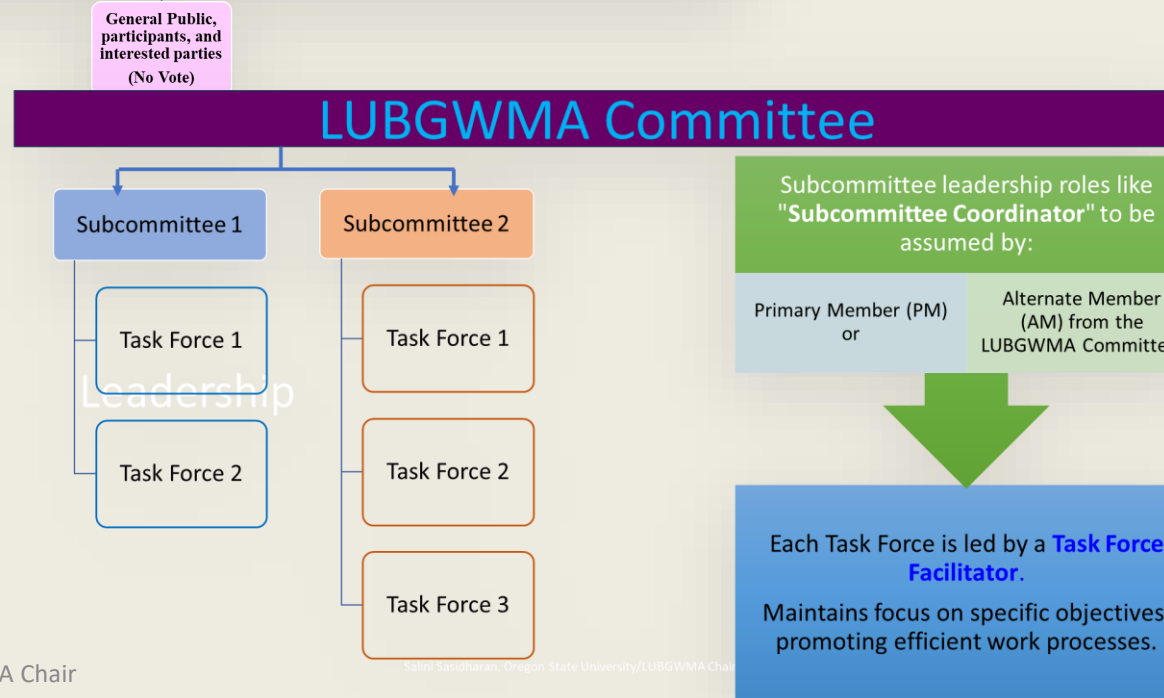 General Public,
participants, and
interested parties
(No Vote)
LUBGWMA Committee
Subcommittee 1
Subcommittee 2
Task Force 1
Task Force 1
Leadership
Task Force 2
Task Force 2
Task Force 3
Subcommittee leadership roles like
"Subcommittee Coordinator" to be
assumed by:
Primary Member (PM)
or
Alternate Member
(AM) from the
LUBGWMA Committe
Each Task Force is led by a Task Force
Facilitator.
Maintains focus on specific objectives
promoting efficient work processes.
A Chair
Salini Sasidharan, Oregon State University/LUBGWMA Chair